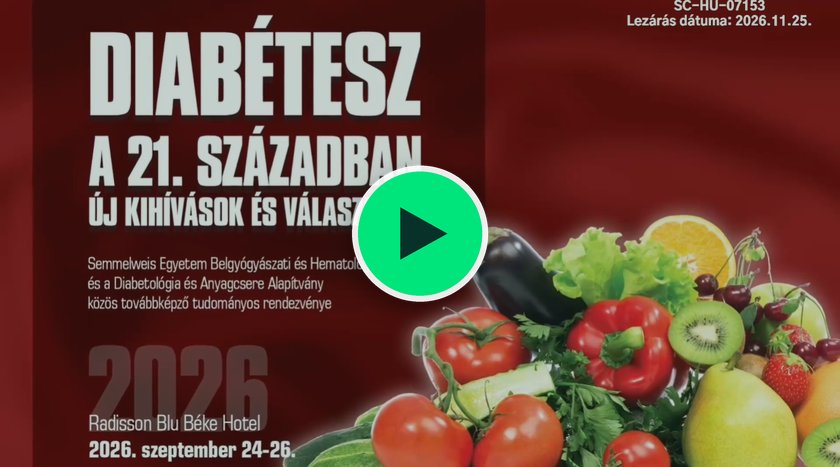 SC-HU-07153
Lezárás dátuma: 2026.11.25.
DIABÉTESZ
A 21. SZÁZADBAN
ÚJ KIHÍVÁSOK ÉS
Semmelweis Egyetem Belgyógyászati és
és a Diabetológia és Anyagcsere Alapítvány
közös továbbképző tudományos rendezvénye
2026
Radisson Blu Béke Hotel
2026. szeptember 24-26.